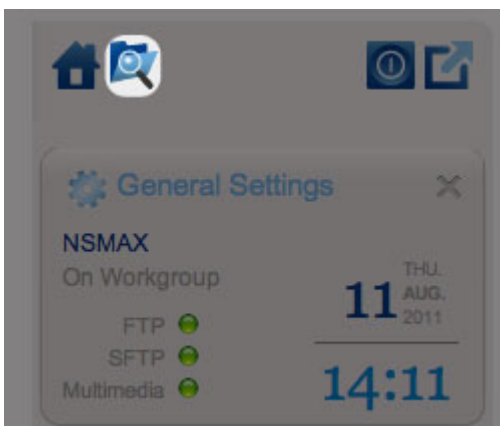 General Settings
NSMAX
On Workgroup
FTP
SFTP
Multimedia
11
THU.
AUG.
2011
14:11